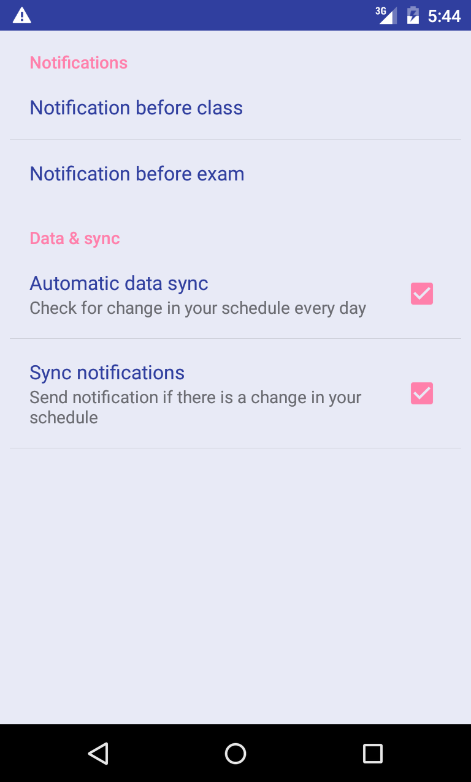 3G 5:44
Notifications
Notification before class
Notification before exam
Data & sync
Automatic data sync
Check for change in your schedule every day
Sync notifications
Send notification if there is a change in your
schedule